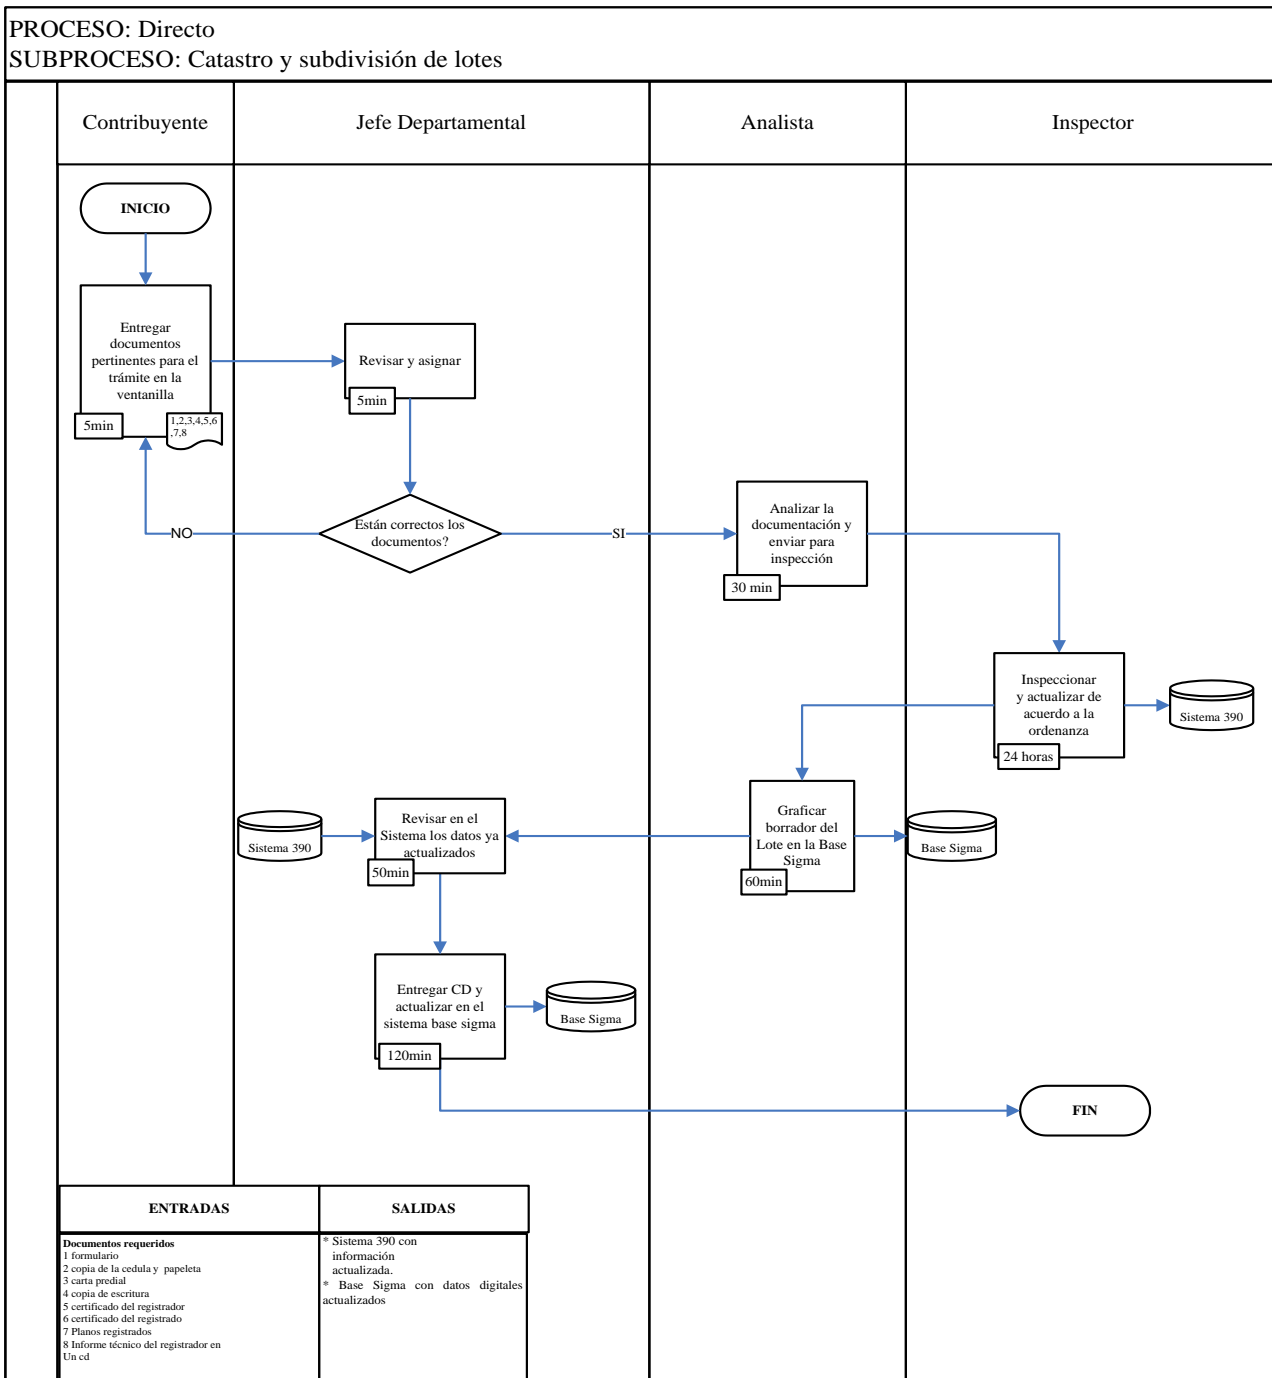 PROCESO: Directo
SUBPROCESO: Catastro y subdivisión de lotes
Contribuyente
Jefe Departamental
Analista
Inspector
INICIO
Entregar
documentos
pertinentes para el
trámite en la
ventanilla
5min
1,2,3,4,5,6
,7,8
Revisar y asignar
5min
Están correctos los
documentos?
NO
SI
Analizar la
documentación y
enviar para
inspección
30 min
Inspeccionar
y actualizar de
acuerdo a la
ordenanza
24 horas
Sistema 390
Graficar
borrador del
Lote en la Base
Sigma
60min
Base Sigma
Revisar en el
Sistema los datos ya
actualizados
50min
Sistema 390
Entregar CD y
actualizar en el
sistema base sigma
120min
Base Sigma
FIN
ENTRADAS
SALIDAS
Documentos requeridos
1 formulario
2 copia de la cedula y papeleta
3 carta predial
4 copia de escritura
5 certificado del registrador
6 certificado del registrado
7 Planos registrados
8 Informe técnico del registrador en
Un cd
* Sistema 390 con
información
actualizada.
* Base Sigma con datos digitales
actualizados